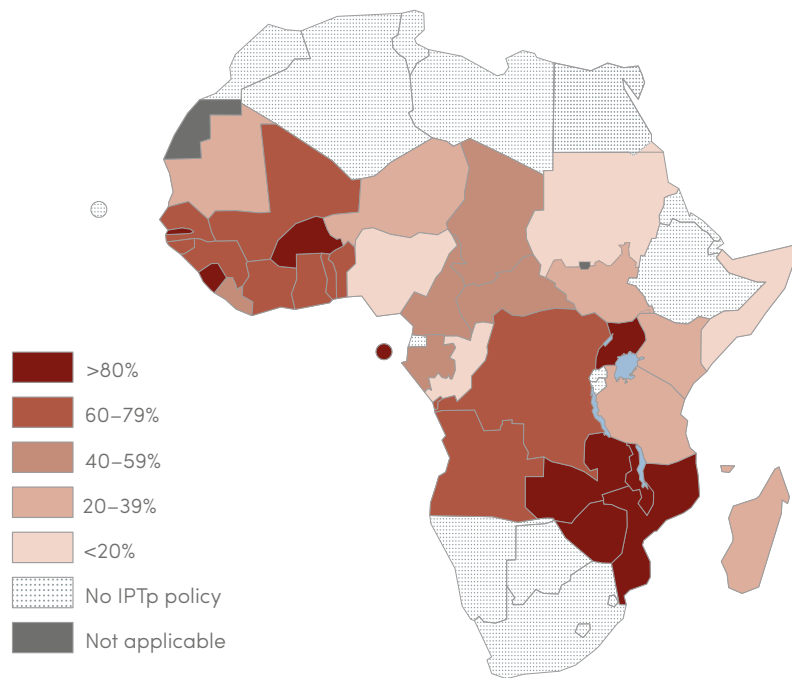 >80%
60–79%
40–59%
20–39%
<20%
No IPTp policy
Not applicable